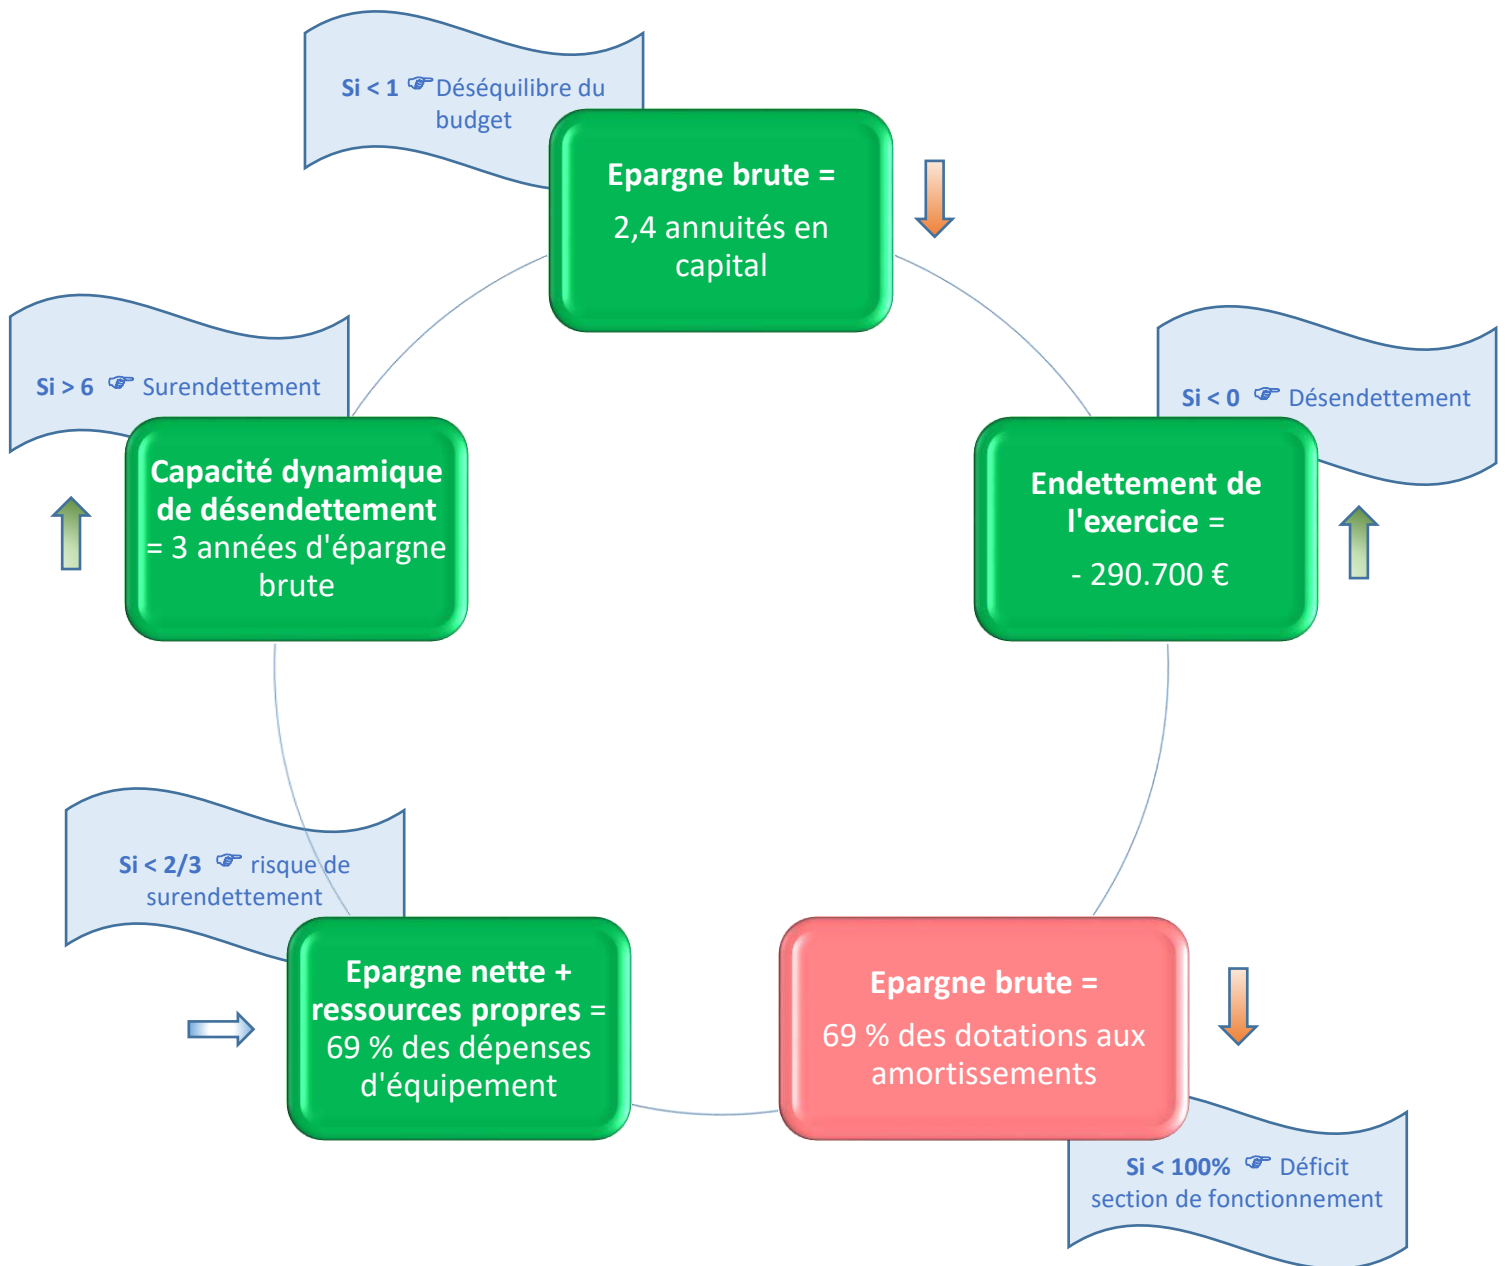 Si < 1 ☞ Déséquilibre du
budget
Epargne brute =
2,4 annuités en
capital
Si > 6 ☞ Surendettement
Capacité dynamique
de désendettement
= 3 années d'épargne
brute
Si < 0 ☞ Désendettement
Endettement de
l'exercice =
- 290.700 €
Si < 2/3 ☞ risque de
surendettement
Epargne nette +
ressources propres =
69 % des dépenses
d'équipement
Epargne brute =
69 % des dotations aux
amortissements
Si < 100% ☞ Déficit
section de fonctionnement